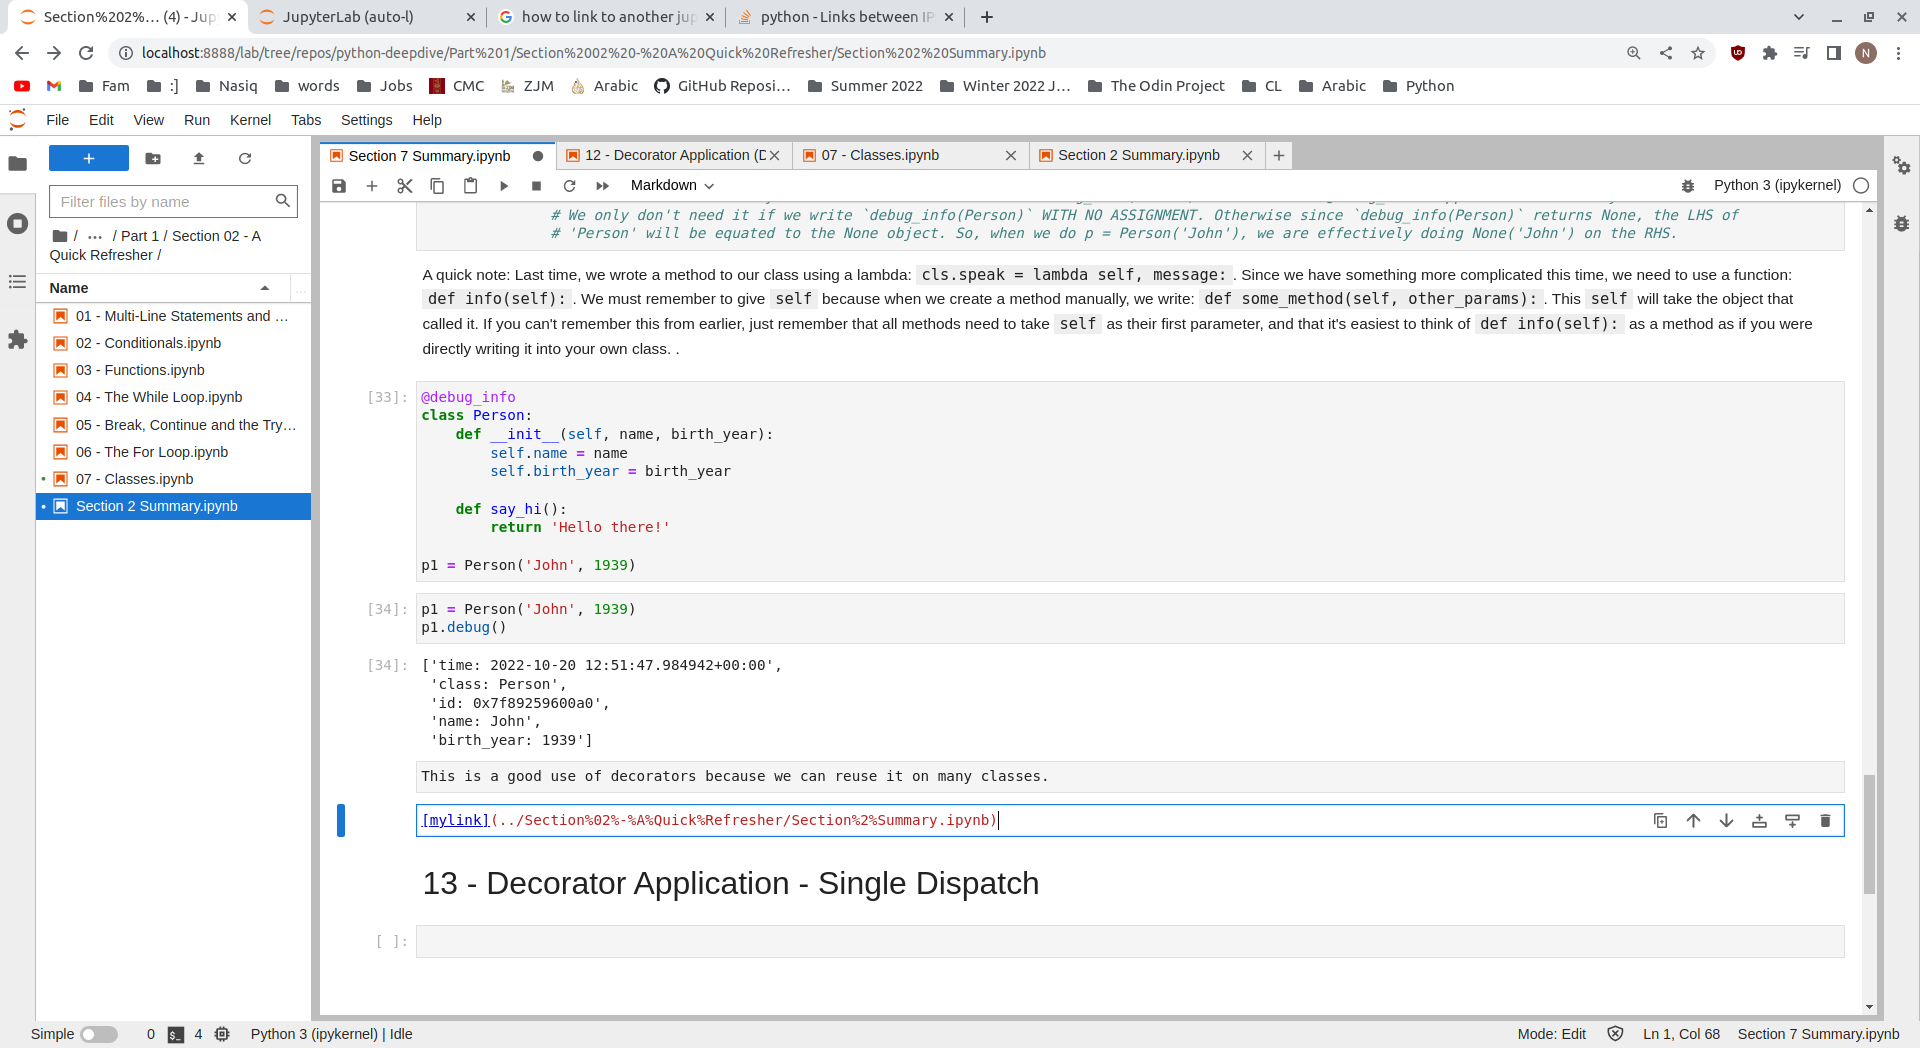 Section%202%... (4) - Jup
JupyterLab (auto-l)
how to link to another jup
python - Links between IP
localhost:8888/lab/tree/repos/python-deepdive/Part%201/Section%2002%20-%20A%20Quick%20Refresher/Section%202%20Summary.ipynb
N
Fam
:]
Nasiq
words
Jobs
CMC
ZJM
Arabic
GitHub Reposi...
Summer 2022
Winter 2022 J...
The Odin Project
CL
Arabic
Python
File Edit View Run Kernel Tabs Settings Help
Section 7 Summary.ipynb
12 - Decorator Application (D
07 - Classes.ipynb
Section 2 Summary.ipynb
Markdown
Python 3 (ipykernel)
Filter files by name
/ ... / Part 1 / Section 02 - A
Quick Refresher /
Name
01 - Multi-Line Statements and ...
02 - Conditionals.ipynb
03 - Functions.ipynb
04 - The While Loop.ipynb
05 - Break, Continue and the Try...
06 - The For Loop.ipynb
07 - Classes.ipynb
Section 2 Summary.ipynb
# We only don't need it if we write `debug_info(Person)` WITH NO ASSIGNMENT. Otherwise since `debug_info(Person)` returns None, the LHS of
# 'Person' will be equated to the None object. So, when we do p = Person('John'), we are effectively doing None('John') on the RHS.
A quick note: Last time, we wrote a method to our class using a lambda: cls.speak = lambda self, message: . Since we have something more complicated this time, we need to use a function:
def info(self): . We must remember to give self because when we create a method manually, we write: def some_method(self, other_params): . This self will take the object that
called it. If you can't remember this from earlier, just remember that all methods need to take self as their first parameter, and that it's easiest to think of def info(self): as a method as if you were
directly writing it into your own class. .
[33]:
@debug_info
class Person:
    def __init__(self, name, birth_year):
        self.name = name
        self.birth_year = birth_year
    def say_hi():
        return 'Hello there!'
p1 = Person('John', 1939)
[34]:
p1 = Person('John', 1939)
p1.debug()
[34]:
['time: 2022-10-20 12:51:47.984942+00:00',
 'class: Person',
 'id: 0x7f89259600a0',
 'name: John',
 'birth_year: 1939']
This is a good use of decorators because we can reuse it on many classes.
[mylink](../Section%02%-%A%Quick%Refresher/Section%2%Summary.ipynb)
13 - Decorator Application - Single Dispatch
[ ]:
Simple 0 $_ 4 Python 3 (ipykernel) | Idle
Mode: Edit Ln 1, Col 68 Section 7 Summary.ipynb